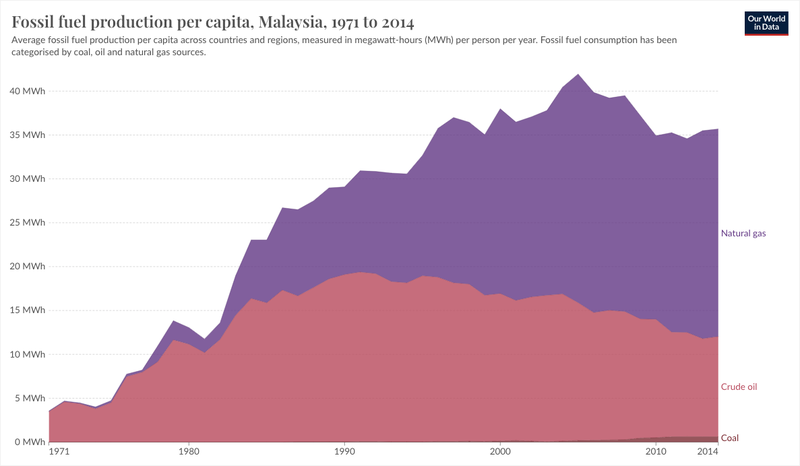 Fossil fuel production per capita, Malaysia, 1971 to 2014
Our World
in Data
Average fossil fuel production per capita across countries and regions, measured in megawatt-hours (MWh) per person per year. Fossil fuel consumption has been
categorised by coal, oil and natural gas sources.
40 MWh
35 MWh
30 MWh
25 MWh
Natural gas
20 MWh
15 MWh
10 MWh
Crude oil
5 MWh
Coal
0 MWh
1971
1980
1990
2000
2010
2014